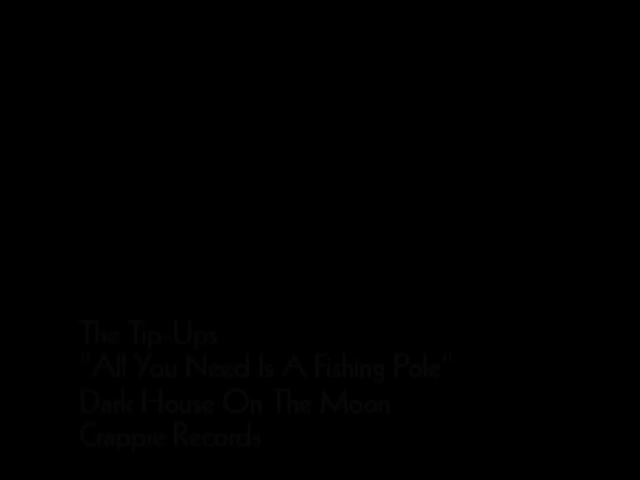 The Tip-Ups
"All You Need Is A Fishing Pole"
Dark House On The Moon
Crappie Records